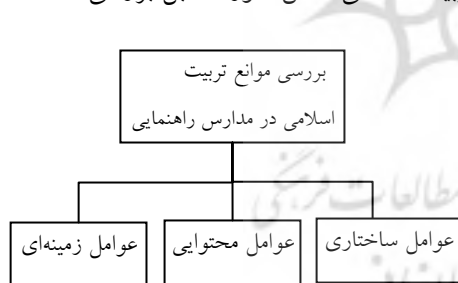 بررسی موانع تربیت
اسلامی در مدارس راهنمایی
عوامل ساختاری
عوامل محتوایی
عوامل زمینه‌ای